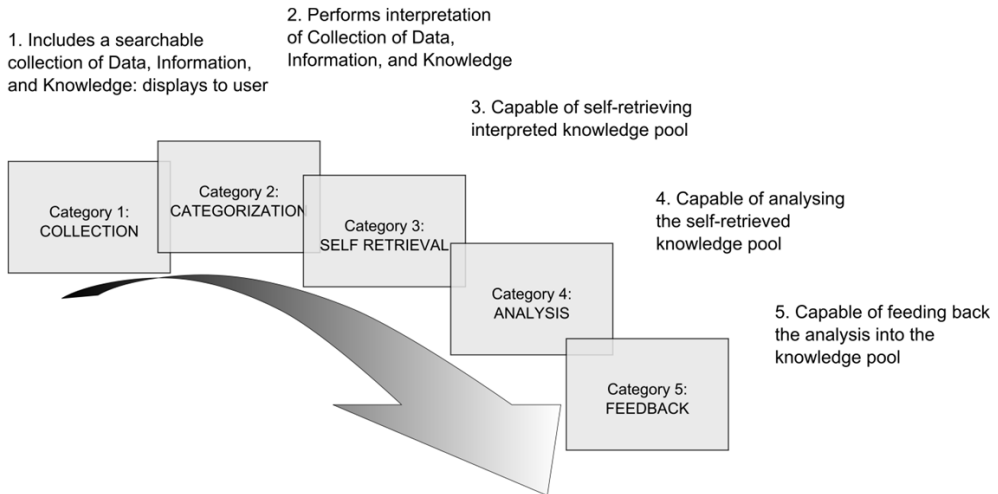 1. Includes a searchable
collection of Data, Information,
and Knowledge: displays to user
2. Performs interpretation
of Collection of Data,
Information, and Knowledge
3. Capable of self-retrieving
interpreted knowledge pool
4. Capable of analysing
the self-retrieved
knowledge pool
5. Capable of feeding back
the analysis into the
knowledge pool
Category 1:
COLLECTION
Category 2:
CATEGORIZATION
Category 3:
SELF RETRIEVAL
Category 4:
ANALYSIS
Category 5:
FEEDBACK